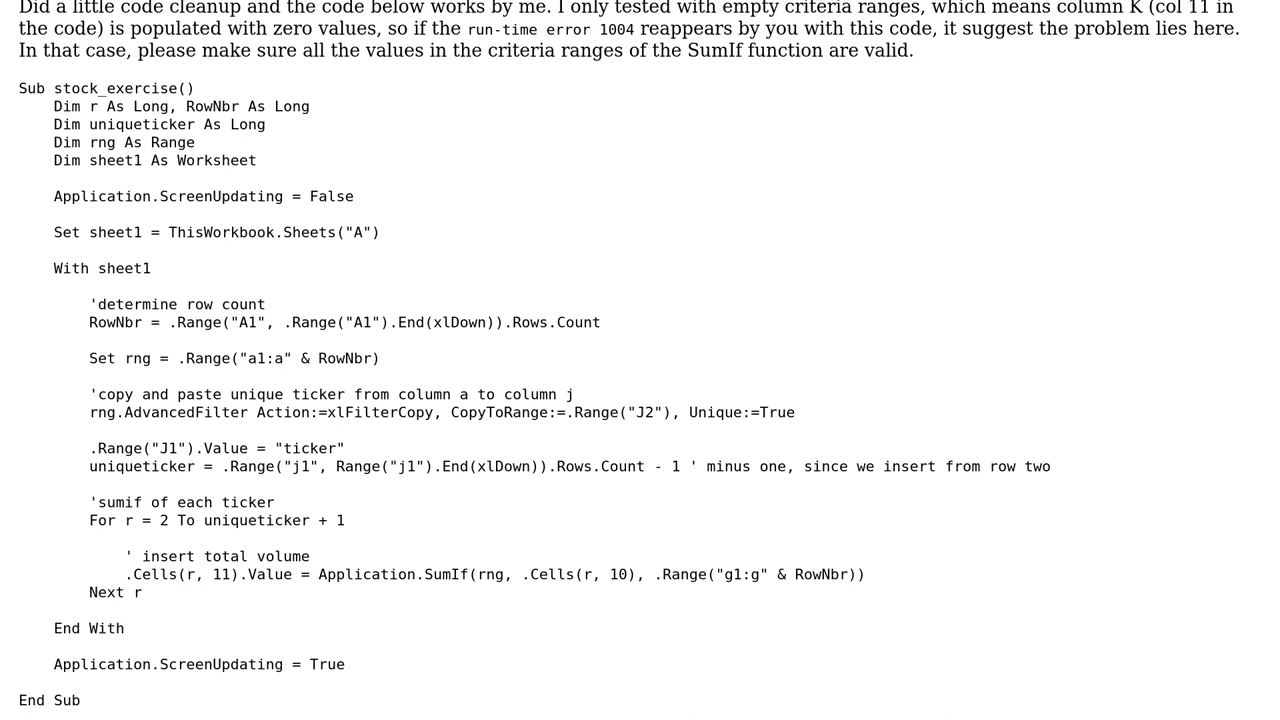 Did a little code cleanup and the code below works by me. I only tested with empty criteria ranges, which means column K (col 11 in
the code) is populated with zero values, so if the run-time error 1004 reappears by you with this code, it suggest the problem lies here.
In that case, please make sure all the values in the criteria ranges of the SumIf function are valid.
Sub stock_exercise()
    Dim r As Long, RowNbr As Long
    Dim uniqueticker As Long
    Dim rng As Range
    Dim sheet1 As Worksheet
    Application.ScreenUpdating = False
    Set sheet1 = ThisWorkbook.Sheets("A")
    With sheet1
        'determine row count
        RowNbr = .Range("A1", .Range("A1").End(xlDown)).Rows.Count
        Set rng = .Range("a1:a" & RowNbr)
        'copy and paste unique ticker from column a to column j
        rng.AdvancedFilter Action:=xlFilterCopy, CopyToRange:=.Range("J2"), Unique:=True
        .Range("J1").Value = "ticker"
        uniqueticker = .Range("j1", Range("j1").End(xlDown)).Rows.Count - 1 ' minus one, since we insert from row two
        'sumif of each ticker
        For r = 2 To uniqueticker + 1
            ' insert total volume
            .Cells(r, 11).Value = Application.SumIf(rng, .Cells(r, 10), .Range("g1:g" & RowNbr))
        Next r
    End With
    Application.ScreenUpdating = True
End Sub